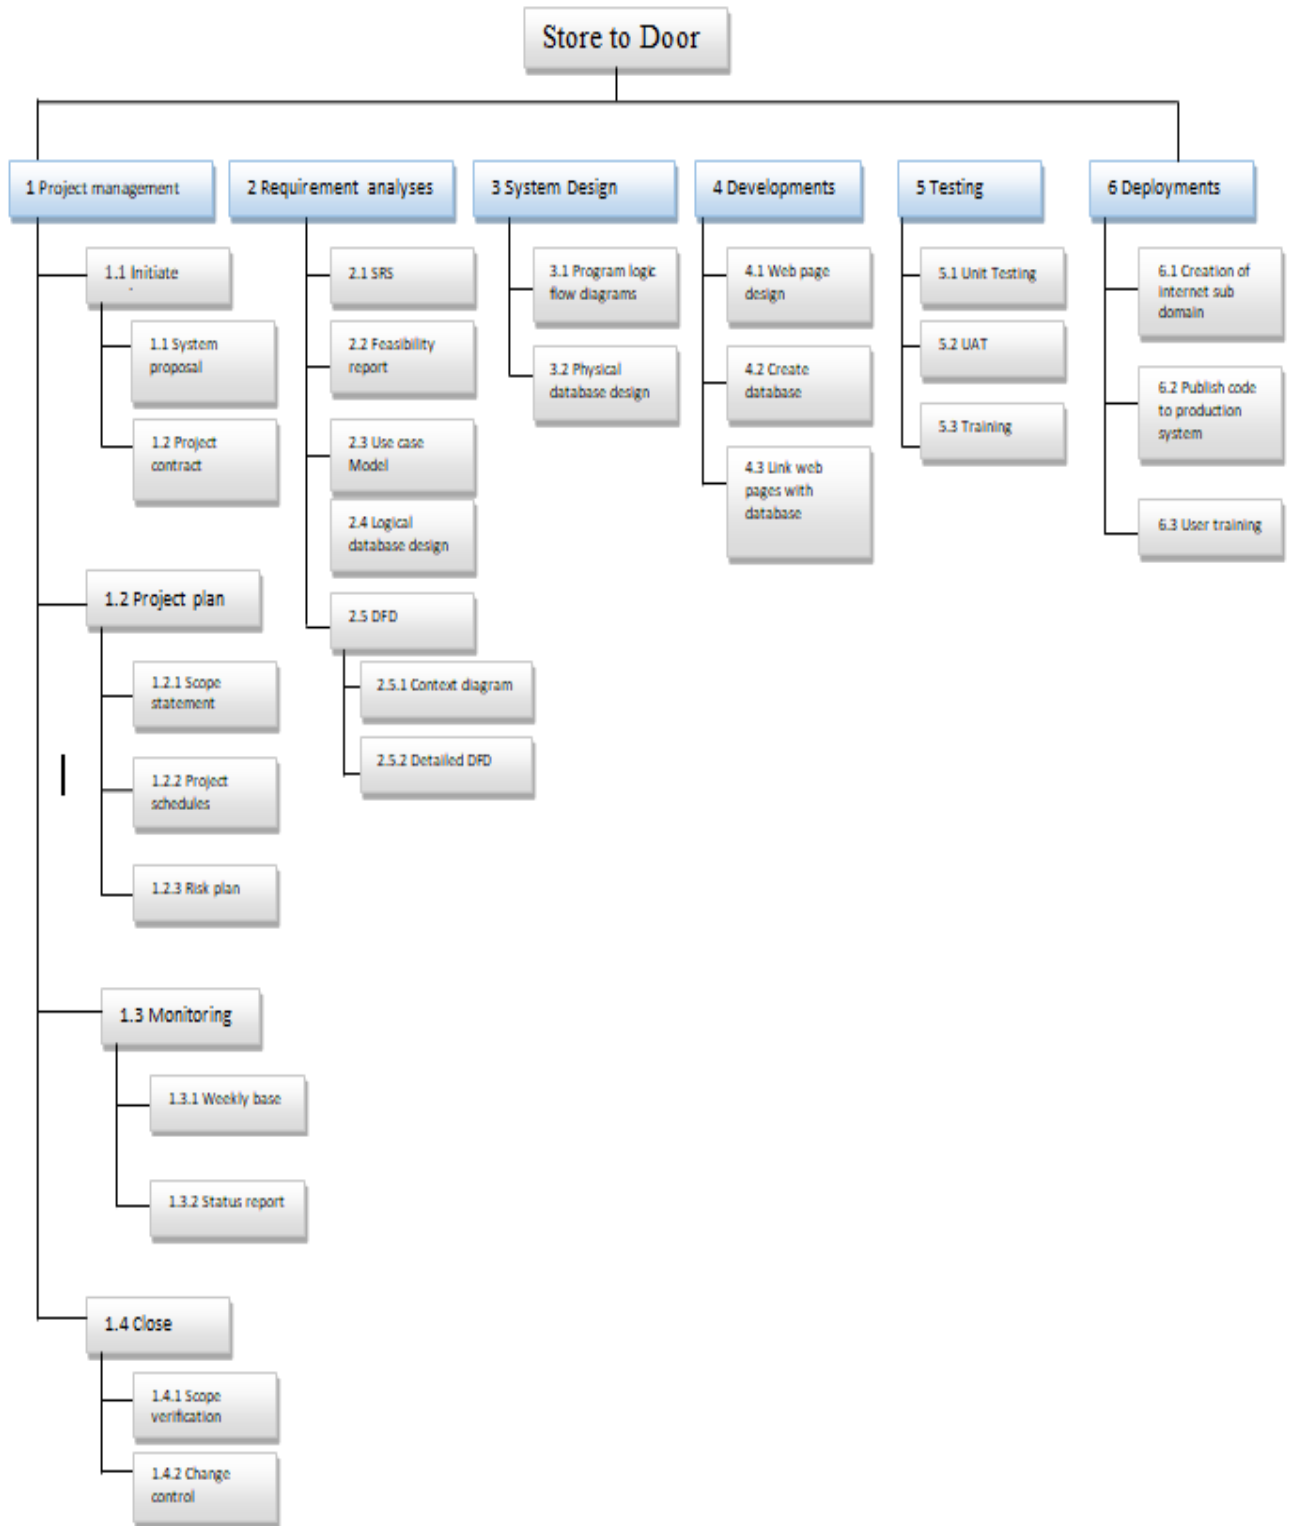 Store to Door
1 Project management
2 Requirement analyses
3 System Design
4 Developments
5 Testing
6 Deployments
1.1 Initiate
1.1 System
proposal
1.2 Project
contract
1.2 Project plan
1.2.1 Scope
statement
1.2.2 Project
schedules
1.2.3 Risk plan
1.3 Monitoring
1.3.1 Weekly base
1.3.2 Status report
1.4 Close
1.4.1 Scope
verification
1.4.2 Change
control
2.1 SRS
2.2 Feasibility
report
2.3 Use case
Model
2.4 Logical
database design
2.5 DFD
2.5.1 Context diagram
2.5.2 Detailed DFD
3.1 Program logic
flow diagrams
3.2 Physical
database design
4.1 Web page
design
4.2 Create
database
4.3 Link web
pages with
database
5.1 Unit Testing
5.2 UAT
5.3 Training
6.1 Creation of
internet sub
domain
6.2 Publish code
to production
system
6.3 User training